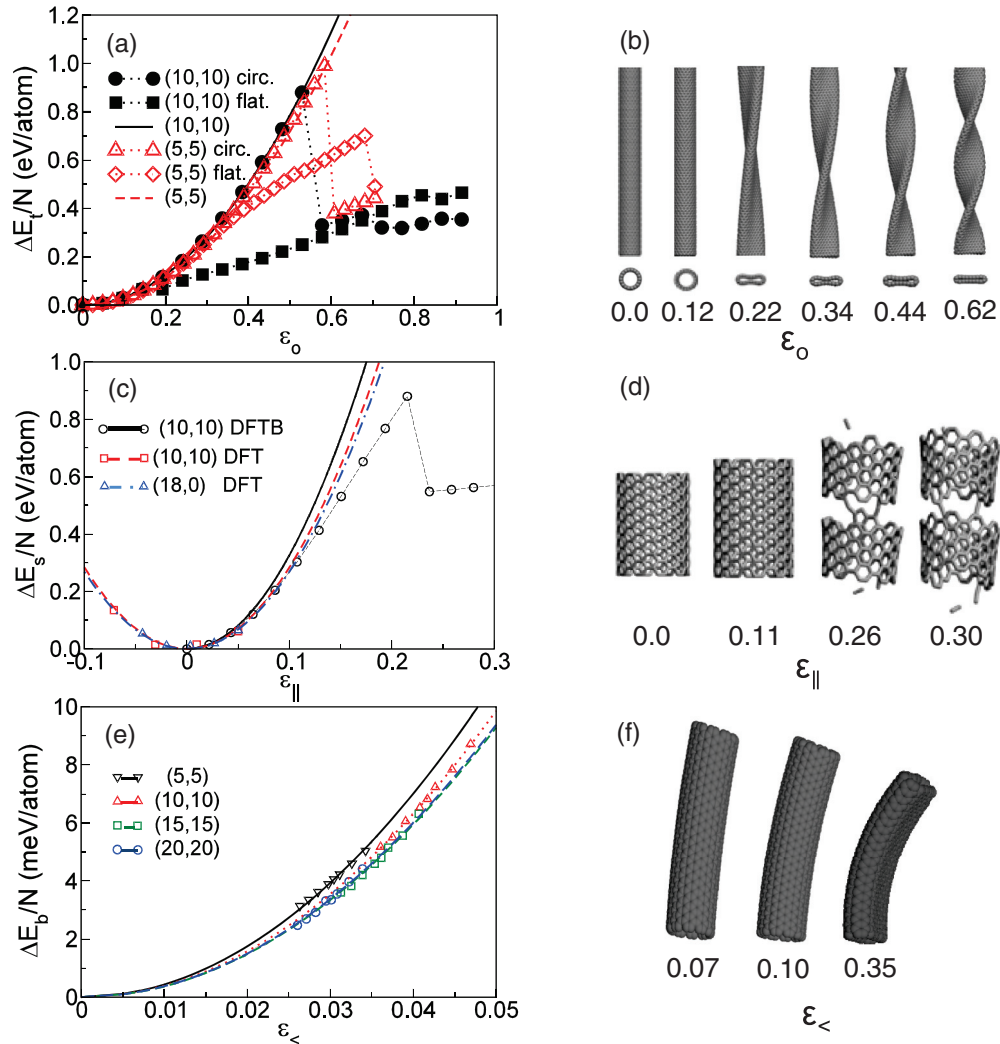 (a)
ΔEt/N (eV/atom)
1.2
1.0
0.8
0.6
0.4
0.2
0.0
(10,10) circ.
(10,10) flat.
(10,10)
(5,5) circ.
(5,5) flat.
(5,5)
0 0.2 0.4 0.6 0.8 1
εo
(b)
0.0 0.12 0.22 0.34 0.44 0.62
εo
(c)
ΔEs/N (eV/atom)
1.0
0.8
0.6
0.4
0.2
0.0
(10,10) DFTB
(10,10) DFT
(18,0) DFT
-0.1 0 0.1 0.2 0.3
ε||
(d)
0.0 0.11 0.26 0.30
ε||
(e)
ΔEb/N (meV/atom)
10
8
6
4
2
0
(5,5)
(10,10)
(15,15)
(20,20)
0 0.01 0.02 0.03 0.04 0.05
ε<
(f)
0.07 0.10 0.35
ε<